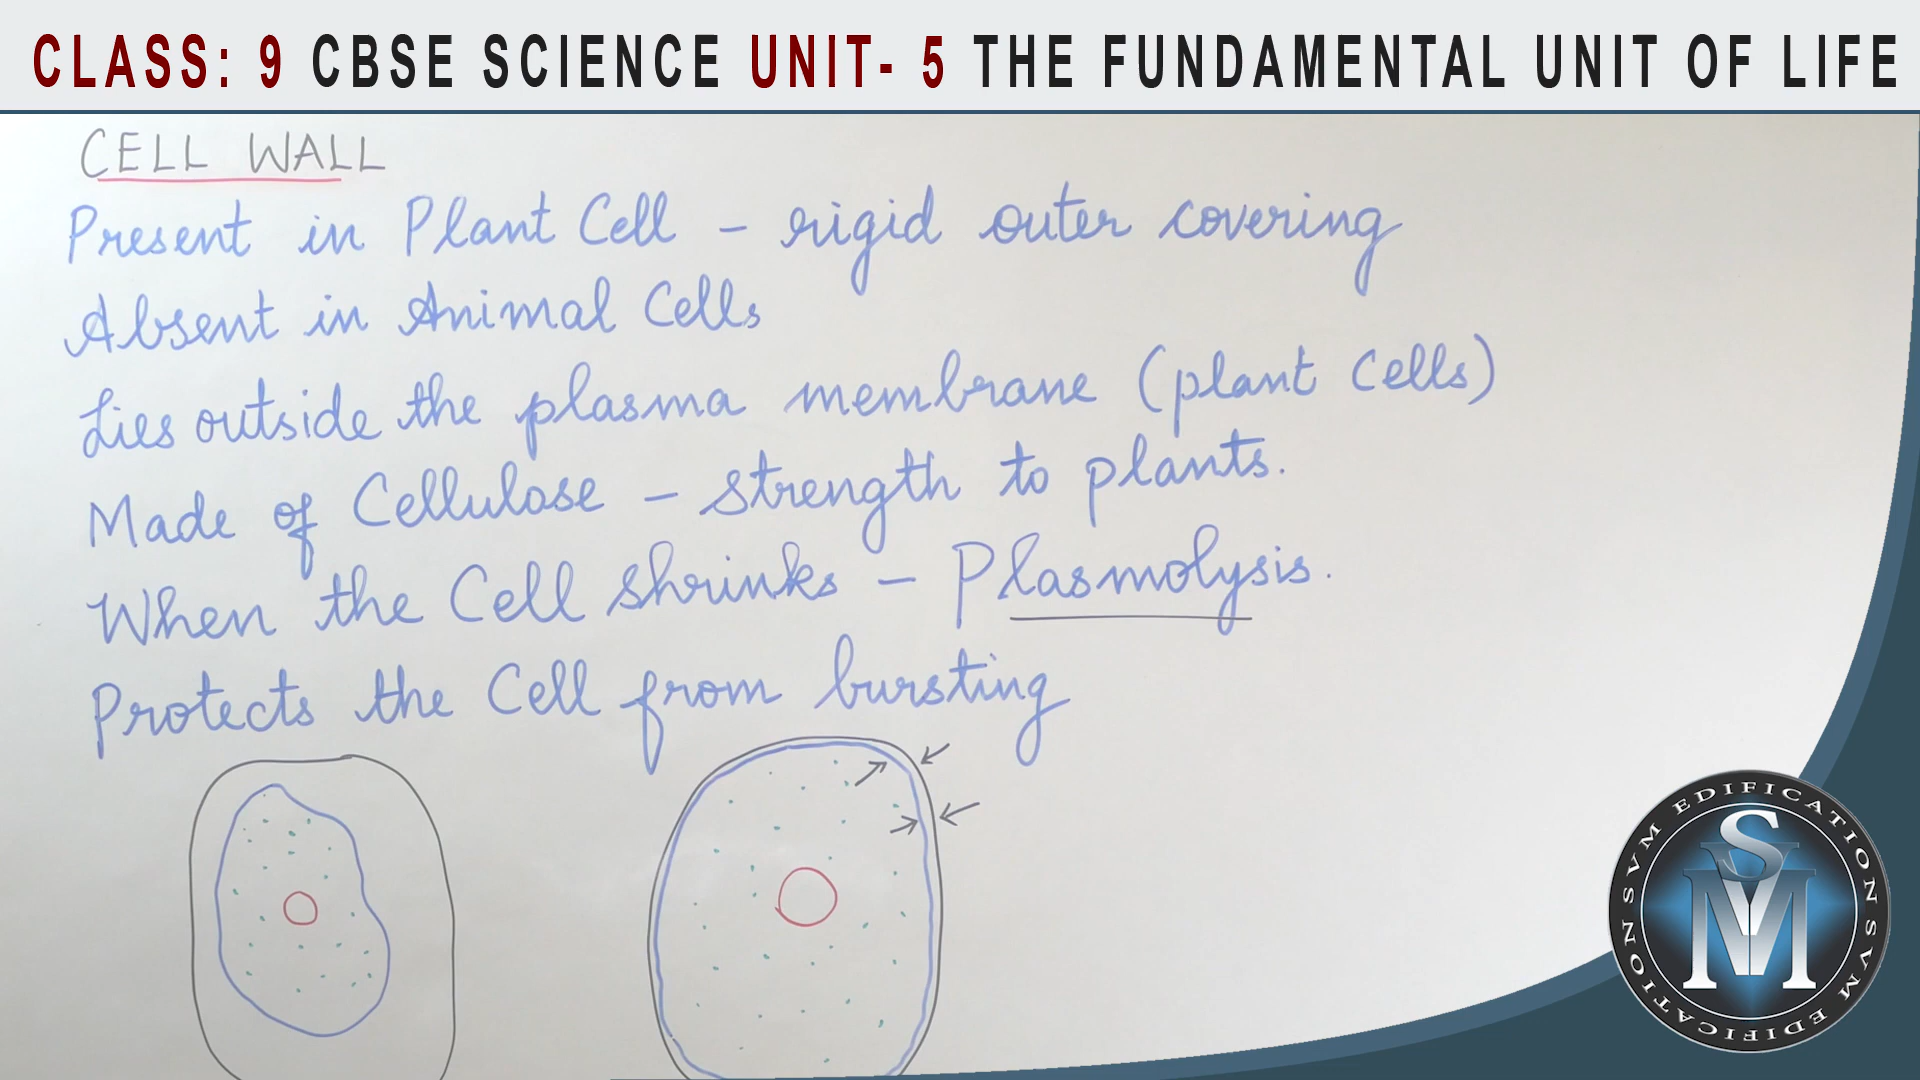 CLASS: 9 CBSE SCIENCE UNIT- 5 THE FUNDAMENTAL UNIT OF LIFE
CELL WALL
Present in Plant Cell - rigid outer covering
Absent in Animal Cells
Lies outside the plasma membrane (plant cells)
Made of Cellulose - strength to plants.
When the Cell shrinks - Plasmolysis.
Protects the Cell from bursting
SVM EDIFICATION SVM EDIFICATION
SVM